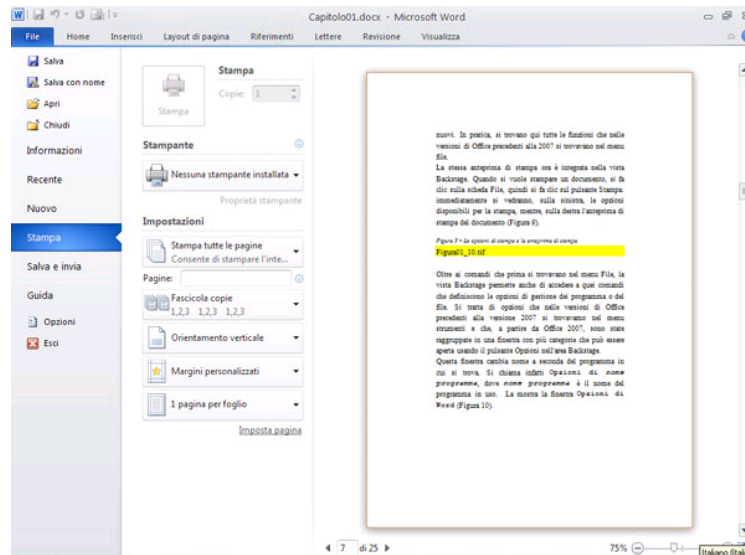 Capitolo01.docx - Microsoft Word
File Home Inserisci Layout di pagina Riferimenti Lettere Revisione Visualizza
Salva
Salva con nome
Apri
Chiudi
Informazioni
Recente
Nuovo
Stampa
Salva e invia
Guida
Opzioni
Esci
Stampa
Copie: 1
Stampa
Stampante
Nessuna stampante installata
Proprietà stampante
Impostazioni
Stampa tutte le pagine
Consente di stampare l'inte...
Pagine:
Fascicola copie
1,2,3 1,2,3 1,2,3
Orientamento verticale
Margini personalizzati
1 pagina per foglio
Imposta pagina
nuovi. In pratica, si trovano qui tutte le funzioni che nelle
versioni di Office precedenti alla 2007 si trovavano nel menu
file.
La stessa anteprima di stampa ora è integrata nella vista
Backstage. Quando si vuole stampare un documento, si fa
clic sulla scheda File, quindi si fa clic sul pulsante Stampa:
immediatamente si vedranno, sulla sinistra, le opzioni
disponibili per la stampa, mentre, sulla destra l'anteprima di
stampa del documento (Figura 9).
Figura 9 – Le opzioni di stampa e la anteprima di stampa
Figura01_10.tif
Oltre ai comandi che prima si trovavano nel menu File, la
vista Backstage permette anche di accedere a quei comandi
che definiscono le opzioni di gestione del programma o del
file. Si tratta di opzioni che nelle versioni di Office
precedenti alla versione 2007 si trovavano nel menu
strumenti e che, a partire da Office 2007, sono state
raggruppate in una finestra con più categorie che può essere
aperta usando il pulsante Opzioni nell'area Backstage.
Questa finestra cambia nome a seconda del programma in
cui si trova. Si chiama infatti Opzioni di nome
programma, dove nome programma è il nome del
programma in uso. La mostra la finestra Opzioni di
Word (Figura 10).
7 di 25
75%